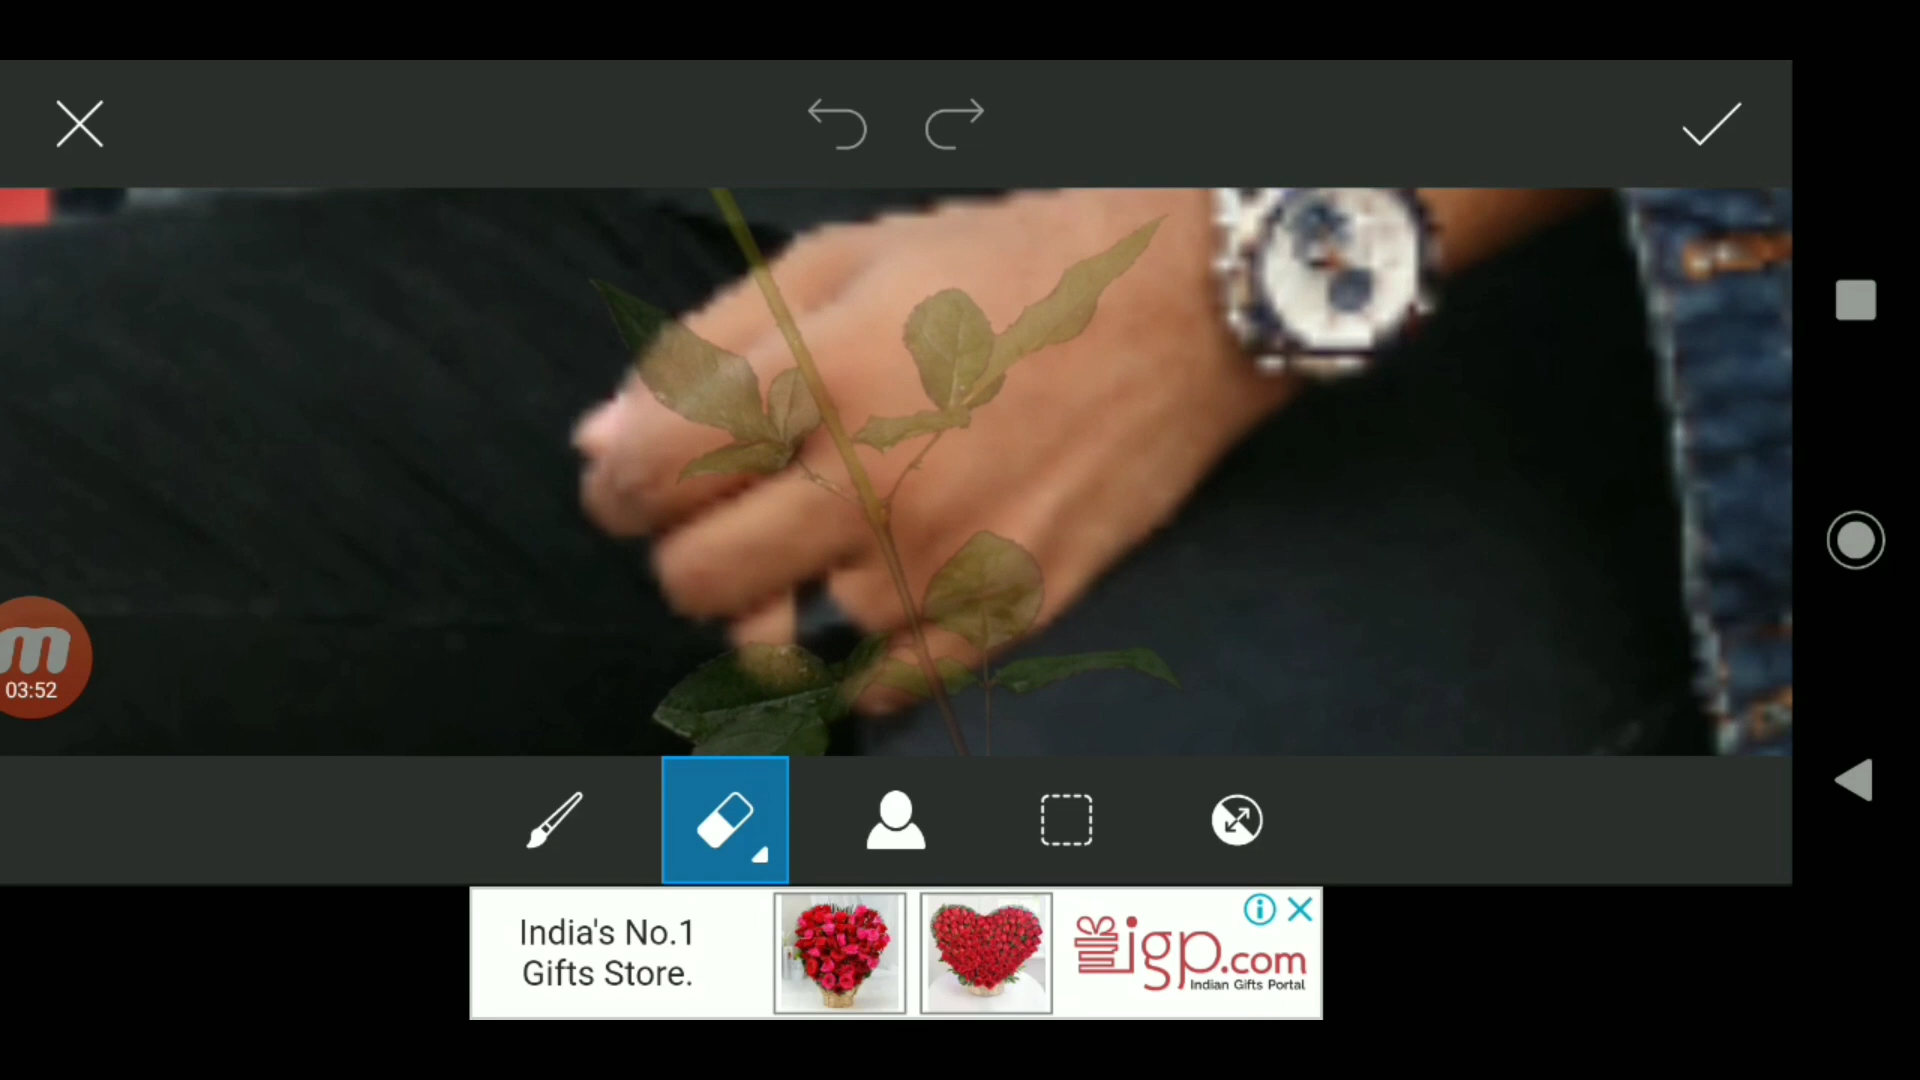 03:52
India's No.1
Gifts Store.
igp.com
Indian Gifts Portal